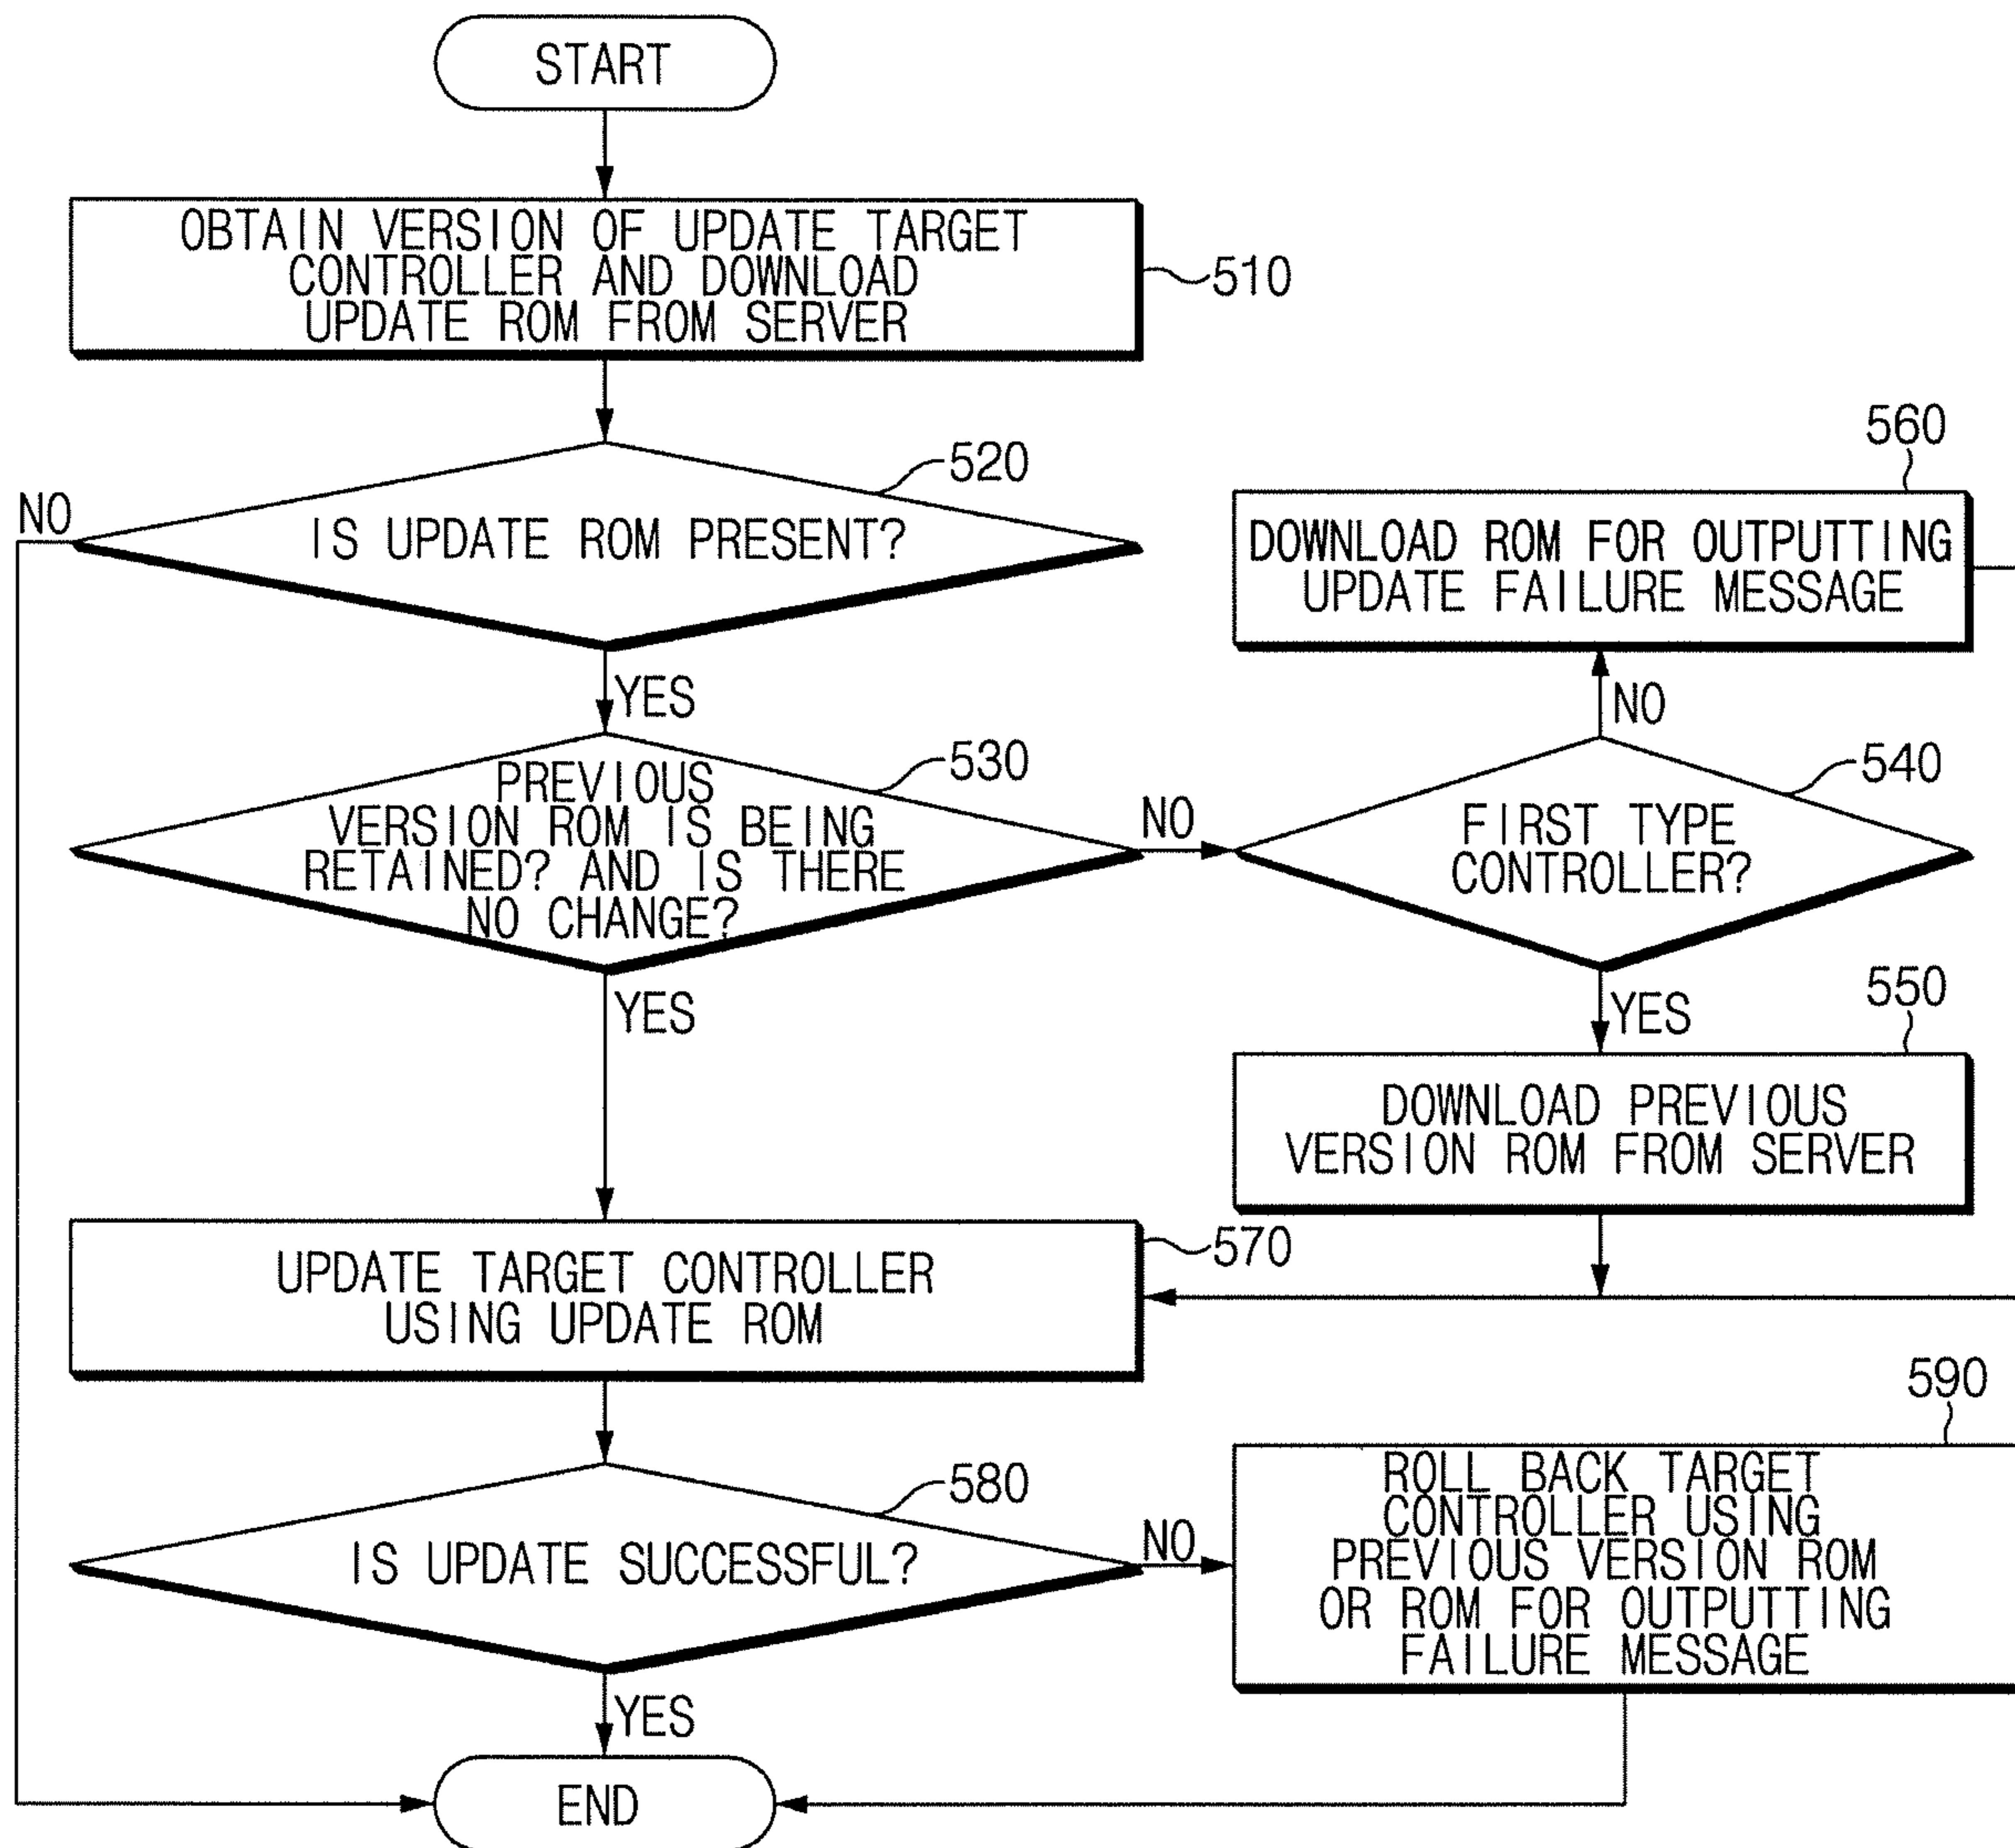 START
OBTAIN VERSION OF UPDATE TARGET
CONTROLLER AND DOWNLOAD
UPDATE ROM FROM SERVER
510
520
NO
IS UPDATE ROM PRESENT?
YES
560
DOWNLOAD ROM FOR OUTPUTTING
UPDATE FAILURE MESSAGE
NO
530
PREVIOUS
VERSION ROM IS BEING
RETAINED? AND IS THERE
NO CHANGE?
NO
540
FIRST TYPE
CONTROLLER?
YES
YES
550
DOWNLOAD PREVIOUS
VERSION ROM FROM SERVER
570
UPDATE TARGET CONTROLLER
USING UPDATE ROM
580
IS UPDATE SUCCESSFUL?
NO
590
ROLL BACK TARGET
CONTROLLER USING
PREVIOUS VERSION ROM
OR ROM FOR OUTPUTTING
FAILURE MESSAGE
YES
END